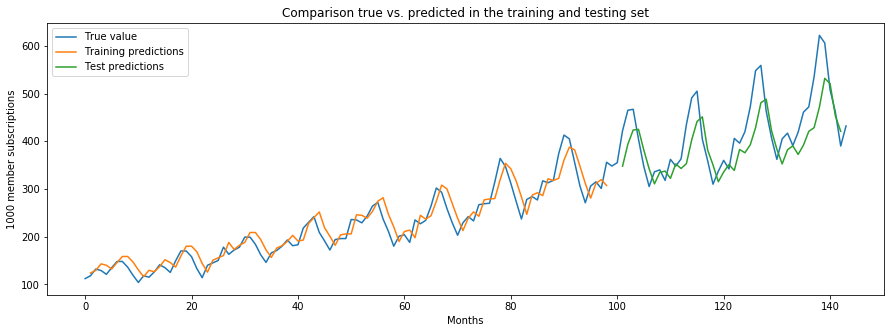 Comparison true vs. predicted in the training and testing set
True value
Training predictions
Test predictions
1000 member subscriptions
600
500
400
300
200
100
0 20 40 60 80 100 120 140
Months